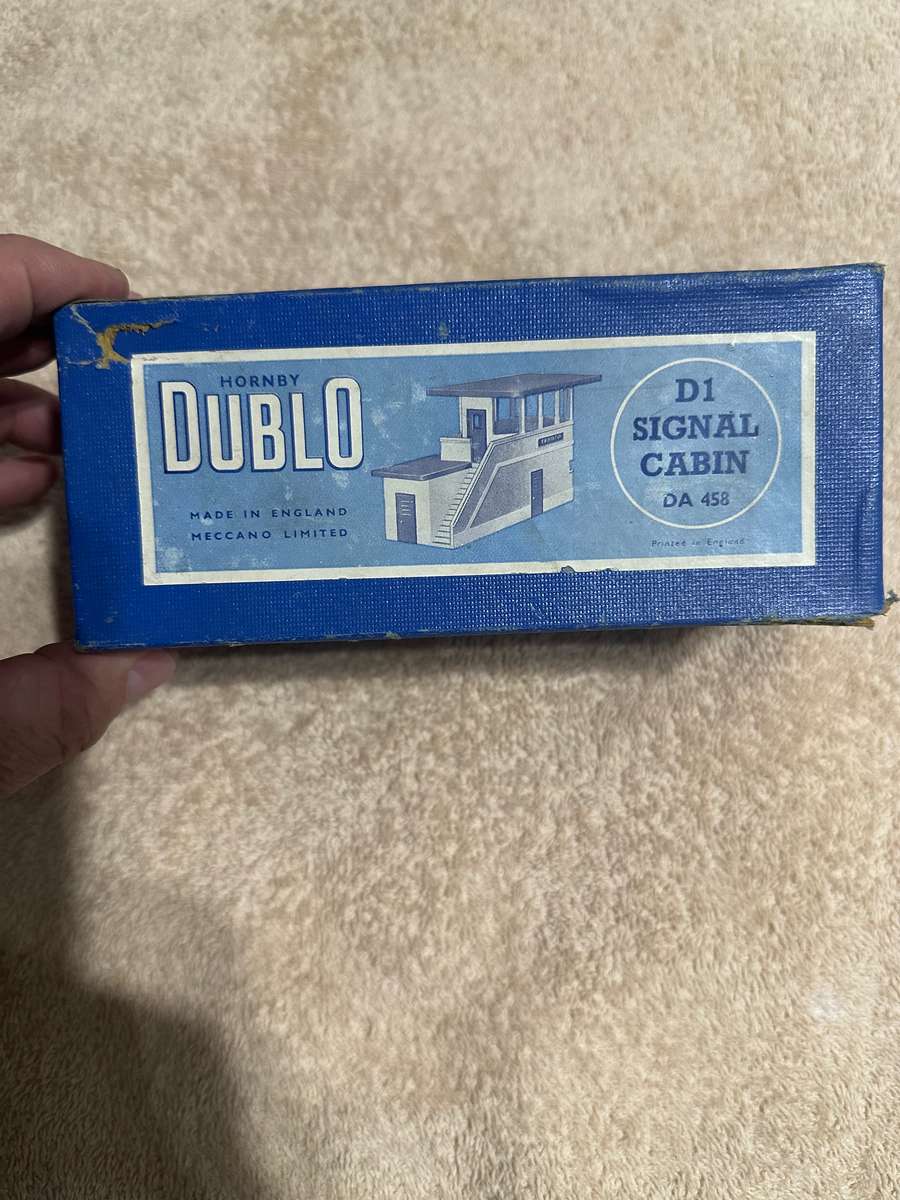 HORNBY
DUBLO
MADE IN ENGLAND
MECCANO LIMITED
D1
SIGNAL
CABIN
DA 458
Printed in England